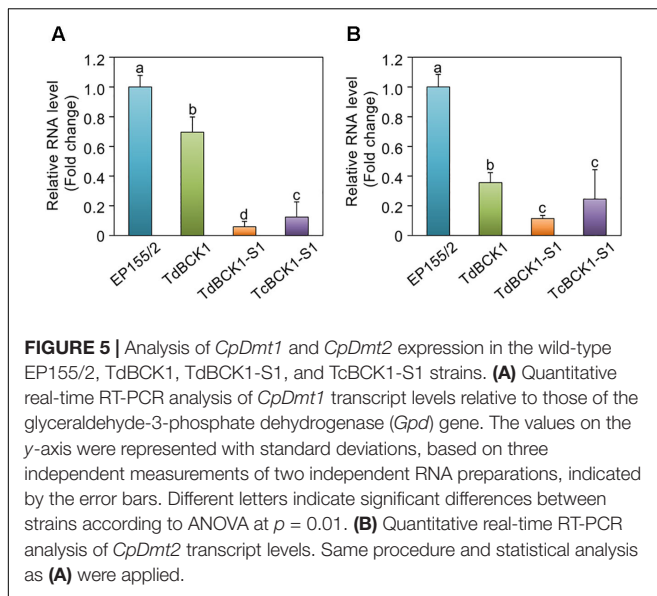 A
B
Relative RNA level
(Fold change)
1.2
1.0
0.8
0.6
0.4
0.2
0
a
b
d
c
EP155/2
TdBCK1
TdBCK1-S1
TcBCK1-S1
Relative RNA level
(Fold change)
1.2
1.0
0.8
0.6
0.4
0.2
0
a
b
c
c
EP155/2
TdBCK1
TdBCK1-S1
TcBCK1-S1
FIGURE 5 | Analysis of CpDmt1 and CpDmt2 expression in the wild-type
EP155/2, TdBCK1, TdBCK1-S1, and TcBCK1-S1 strains. (A) Quantitative
real-time RT-PCR analysis of CpDmt1 transcript levels relative to those of the
glyceraldehyde-3-phosphate dehydrogenase (Gpd) gene. The values on the
y-axis were represented with standard deviations, based on three
independent measurements of two independent RNA preparations, indicated
by the error bars. Different letters indicate significant differences between
strains according to ANOVA at p = 0.01. (B) Quantitative real-time RT-PCR
analysis of CpDmt2 transcript levels. Same procedure and statistical analysis
as (A) were applied.